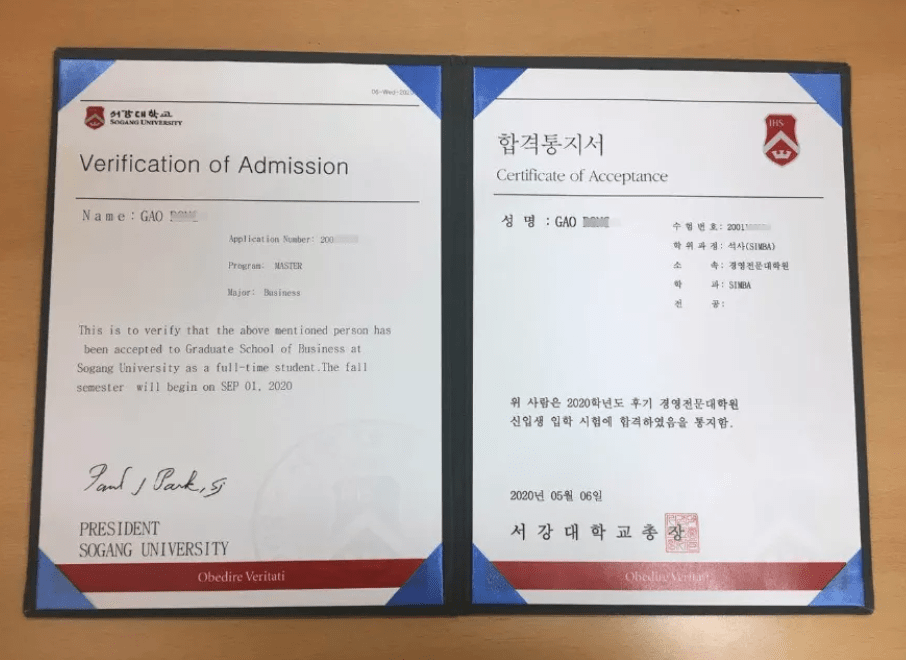 06-Wed-202
서강대학교
SOGANG UNIVERSITY
Verification of Admission
Name : GAO
Application Number: 200
Program: MASTER
Major: Business
This is to verify that the above mentioned person has
been accepted to Graduate School of Business at
Sogang University as a full-time student.The fall
semester will begin on SEP 01, 2020
Paul J Park, SJ
PRESIDENT
SOGANG UNIVERSITY
Obedire Veritati
IHS
합격통지서
Certificate of Acceptance
성 명 : GAO
수 험 번 호 : 2001
학 위 과 정 : 석사(SIMBA)
소 속 : 경영전문대학원
학 과 : SIMBA
전 공 :
위 사람은 2020학년도 후기 경영전문대학원
신입생 입학 시험에 합격하였음을 통지함.
2020년 05월 06일
서 강 대 학 교 총 장
Obedire Veritati